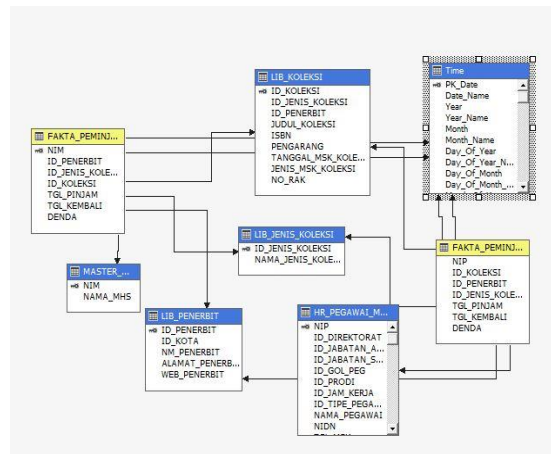 LIB_KOLEKSI
ID_KOLEKSI
ID_JENIS_KOLEKSI
ID_PENERBIT
JUDUL_KOLEKSI
ISBN
PENGARANG
TANGGAL_MSK_KOLE...
JENIS_MSK_KOLEKSI
NO_RAK
Time
PK_Date
Date_Name
Year
Year_Name
Month
Month_Name
Day_Of_Year
Day_Of_Year_N...
Day_Of_Month
Day_Of_Month_...
FAKTA_PEMINJ...
NIM
ID_PENERBIT
ID_JENIS_KOLE...
ID_KOLEKSI
TGL_PINJAM
TGL_KEMBALI
DENDA
LIB_JENIS_KOLEKSI
ID_JENIS_KOLEKSI
NAMA_JENIS_KOLE...
FAKTA_PEMINJ...
NIP
ID_KOLEKSI
ID_PENERBIT
ID_JENIS_KOLE...
TGL_PINJAM
TGL_KEMBALI
DENDA
MASTER_...
NIM
NAMA_MHS
LIB_PENERBIT
ID_PENERBIT
ID_KOTA
NM_PENERBIT
ALAMAT_PENERB...
WEB_PENERBIT
HR_PEGAWAI_M...
NIP
ID_DIREKTORAT
ID_JABATAN_A...
ID_JABATAN_S...
ID_GOL_PEG
ID_PRODI
ID_JAM_KERJA
ID_TIPE_PEGA...
NAMA_PEGAWAI
NIDN